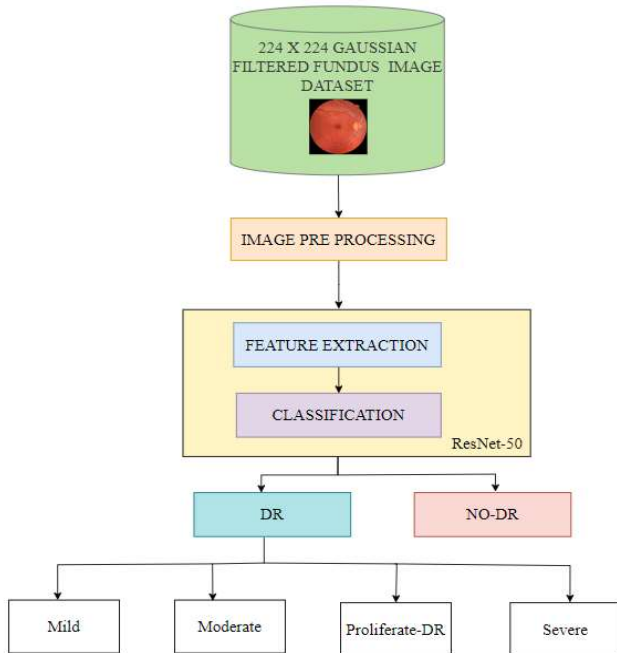 224 X 224 GAUSSIAN
FILTERED FUNDUS IMAGE
DATASET
IMAGE PRE PROCESSING
FEATURE EXTRACTION
CLASSIFICATION
ResNet-50
DR
NO-DR
Mild
Moderate
Proliferate-DR
Severe